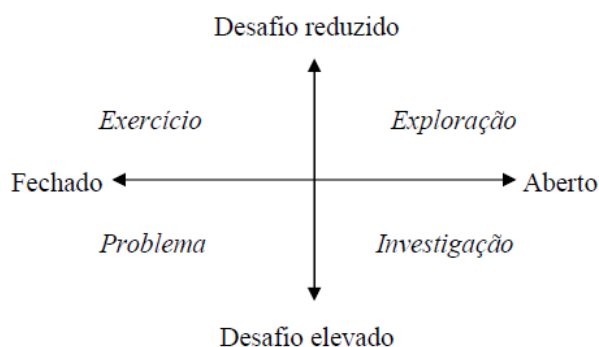 Desafio reduzido
Exercício Exploração
Fechado Aberto
Problema Investigação
Desafio elevado